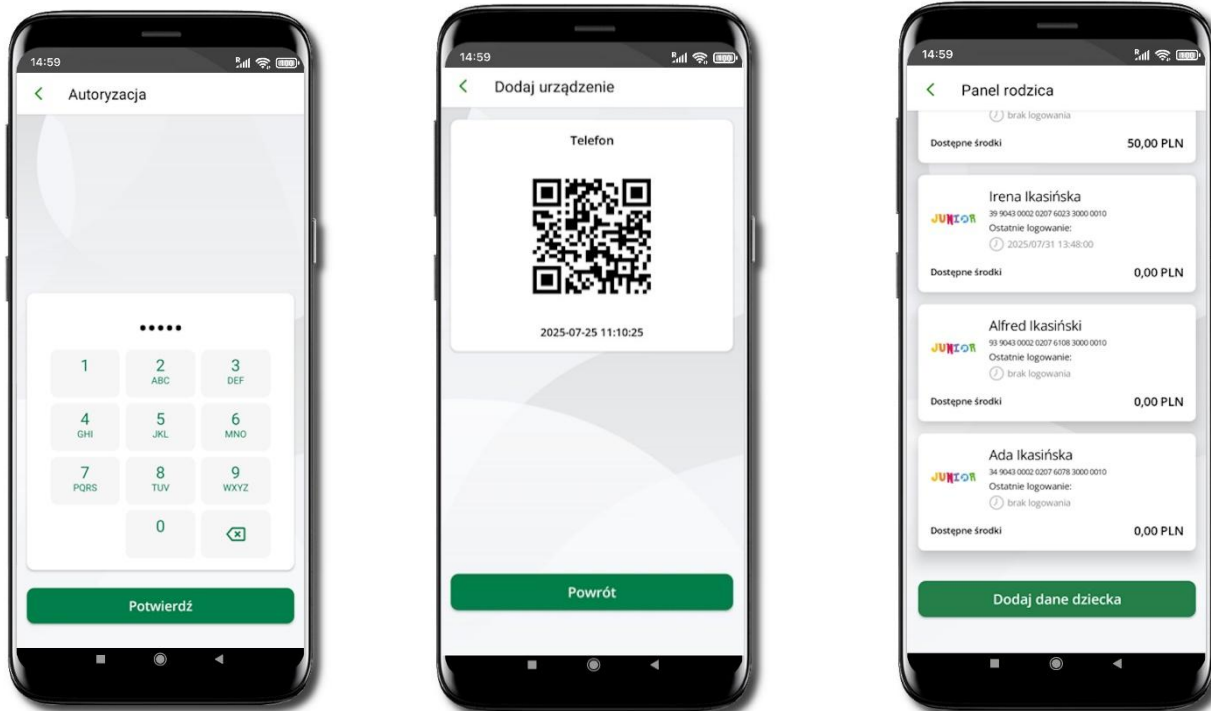 14:59
Autoryzacja
•••••
1
2
ABC
3
DEF
4
GHI
5
JKL
6
MNO
7
PQRS
8
TUV
9
WXYZ
0
Potwierdź
14:59
Dodaj urządzenie
Telefon
2025-07-25 11:10:25
Powrót
14:59
Panel rodzica
brak logowania
Dostępne środki 50,00 PLN
Irena Ikasińska
JUNIOR
39 9043 0002 0207 6023 3000 0010
Ostatnie logowanie:
2025/07/31 13:48:00
Dostępne środki 0,00 PLN
Alfred Ikasiński
JUNIOR
93 9043 0002 0207 6108 3000 0010
Ostatnie logowanie:
brak logowania
Dostępne środki 0,00 PLN
Ada Ikasińska
JUNIOR
34 9043 0002 0207 6078 3000 0010
Ostatnie logowanie:
brak logowania
Dostępne środki 0,00 PLN
Dodaj dane dziecka